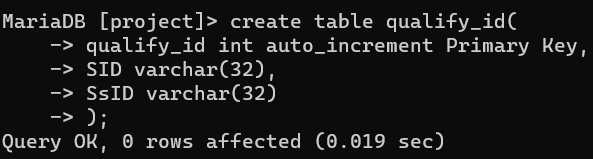 MariaDB [project]> create table qualify_id(
    -> qualify_id int auto_increment Primary Key,
    -> SID varchar(32),
    -> SsID varchar(32)
    -> );
Query OK, 0 rows affected (0.019 sec)